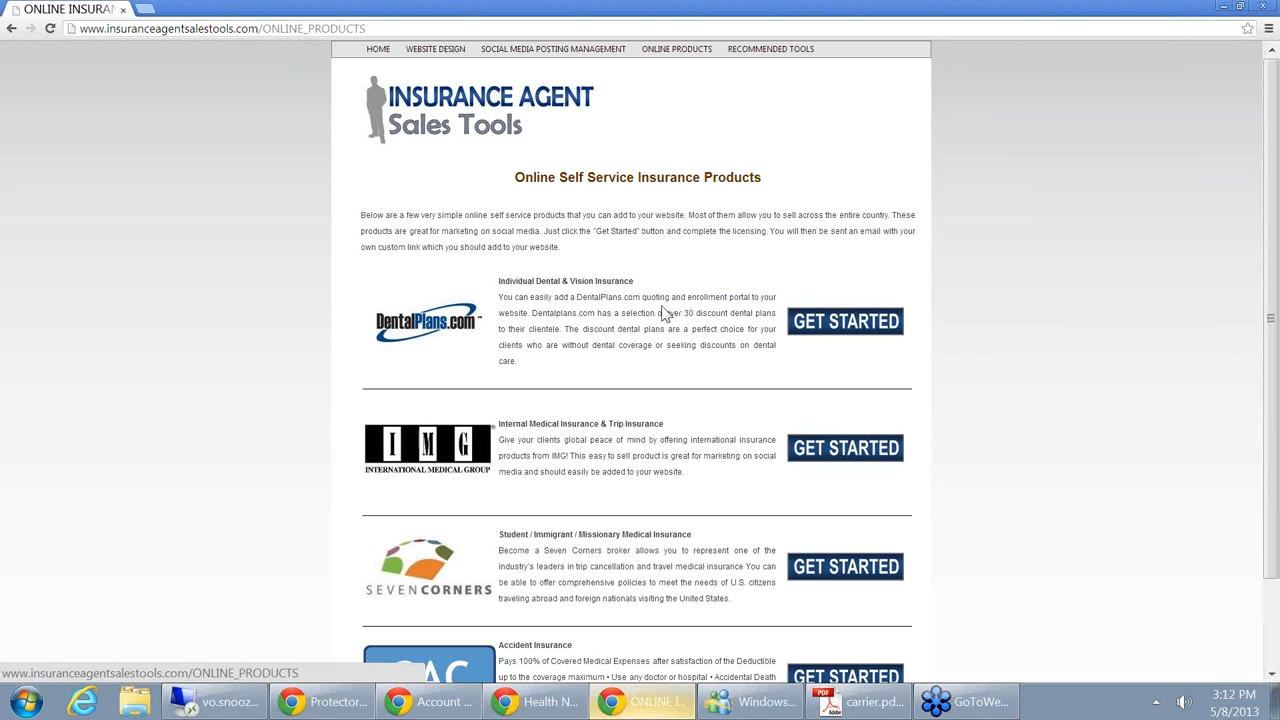 ONLINE INSURAN
www.insuranceagentsalestools.com/ONLINE_PRODUCTS
HOME WEBSITE DESIGN SOCIAL MEDIA POSTING MANAGEMENT ONLINE PRODUCTS RECOMMENDED TOOLS
INSURANCE AGENT
Sales Tools
Online Self Service Insurance Products
Below are a few very simple online self service products that you can add to your website. Most of them allow you to sell across the entire country. These
products are great for marketing on social media. Just click the "Get Started" button and complete the licensing. You will then be sent an email with your
own custom link which you should add to your website.
Individual Dental & Vision Insurance
You can easily add a DentalPlans.com quoting and enrollment portal to your
website. Dentalplans.com has a selection over 30 discount dental plans
to their clientele. The discount dental plans are a perfect choice for your
clients who are without dental coverage or seeking discounts on dental
care.
DentalPlans.com™
GET STARTED
Internal Medical Insurance & Trip Insurance
Give your clients global peace of mind by offering international insurance
products from IMG! This easy to sell product is great for marketing on social
media and should easily be added to your website.
IMG®
INTERNATIONAL MEDICAL GROUP
GET STARTED
Student / Immigrant / Missionary Medical Insurance
Become a Seven Corners broker allows you to represent one of the
industry's leaders in trip cancellation and travel medical insurance You can
be able to offer comprehensive policies to meet the needs of U.S. citizens
traveling abroad and foreign nationals visiting the United States.
SEVENCORNERS
GET STARTED
Accident Insurance
Pays 100% of Covered Medical Expenses after satisfaction of the Deductible
up to the coverage maximum • Use any doctor or hospital • Accidental Death
GET STARTED
www.insuranceagentsalestools.com/ONLINE_PRODUCTS
vo.snooz... Protector... Account ... Health N... ONLINE I... Windows... carrier.pd... GoToWe...
3:12 PM
5/8/2013